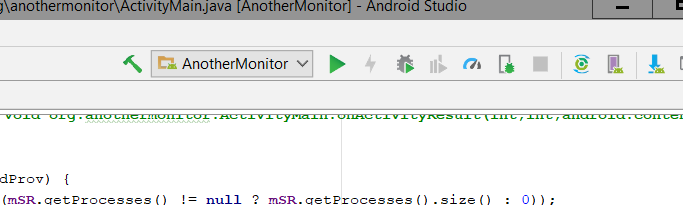 g\anothermonitor\ActivityMain.java [AnotherMonitor] - Android Studio
AnotherMonitor
void org.anothermonitor.ActivityMain.onActivityResult(int,int,android.conten
dProv) {
(mSR.getProcesses() != null ? mSR.getProcesses().size() : 0));